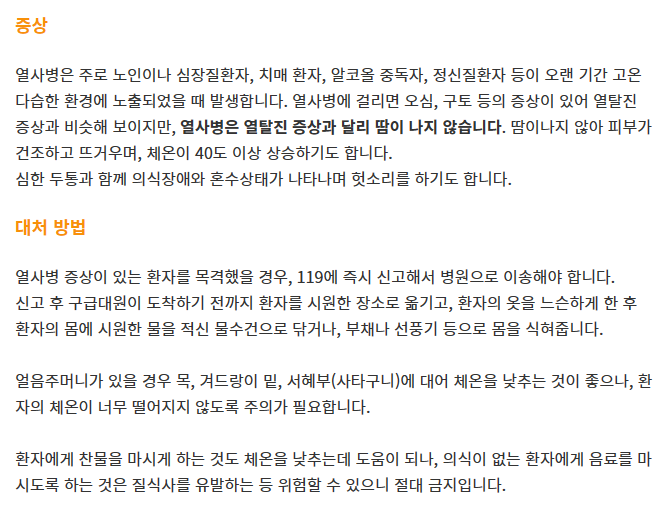 증상
열사병은 주로 노인이나 심장질환자, 치매 환자, 알코올 중독자, 정신질환자 등이 오랜 기간 고온
다습한 환경에 노출되었을 때 발생합니다. 열사병에 걸리면 오심, 구토 등의 증상이 있어 열탈진
증상과 비슷해 보이지만, 열사병은 열탈진 증상과 달리 땀이 나지 않습니다. 땀이나지 않아 피부가
건조하고 뜨거우며, 체온이 40도 이상 상승하기도 합니다.
심한 두통과 함께 의식장애와 혼수상태가 나타나며 헛소리를 하기도 합니다.
대처 방법
열사병 증상이 있는 환자를 목격했을 경우, 119에 즉시 신고해서 병원으로 이송해야 합니다.
신고 후 구급대원이 도착하기 전까지 환자를 시원한 장소로 옮기고, 환자의 옷을 느슨하게 한 후
환자의 몸에 시원한 물을 적신 물수건으로 닦거나, 부채나 선풍기 등으로 몸을 식혀줍니다.
얼음주머니가 있을 경우 목, 겨드랑이 밑, 서혜부(사타구니)에 대어 체온을 낮추는 것이 좋으나, 환
자의 체온이 너무 떨어지지 않도록 주의가 필요합니다.
환자에게 찬물을 마시게 하는 것도 체온을 낮추는데 도움이 되나, 의식이 없는 환자에게 음료를 마
시도록 하는 것은 질식사를 유발하는 등 위험할 수 있으니 절대 금지입니다.